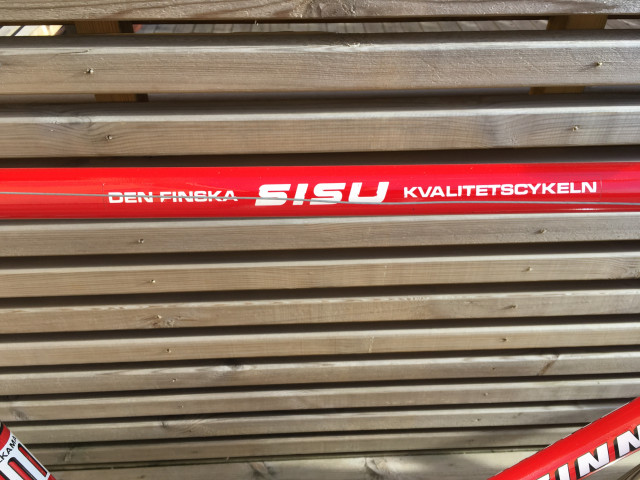 DEN FINSKA SISU KVALITETSCYKELN